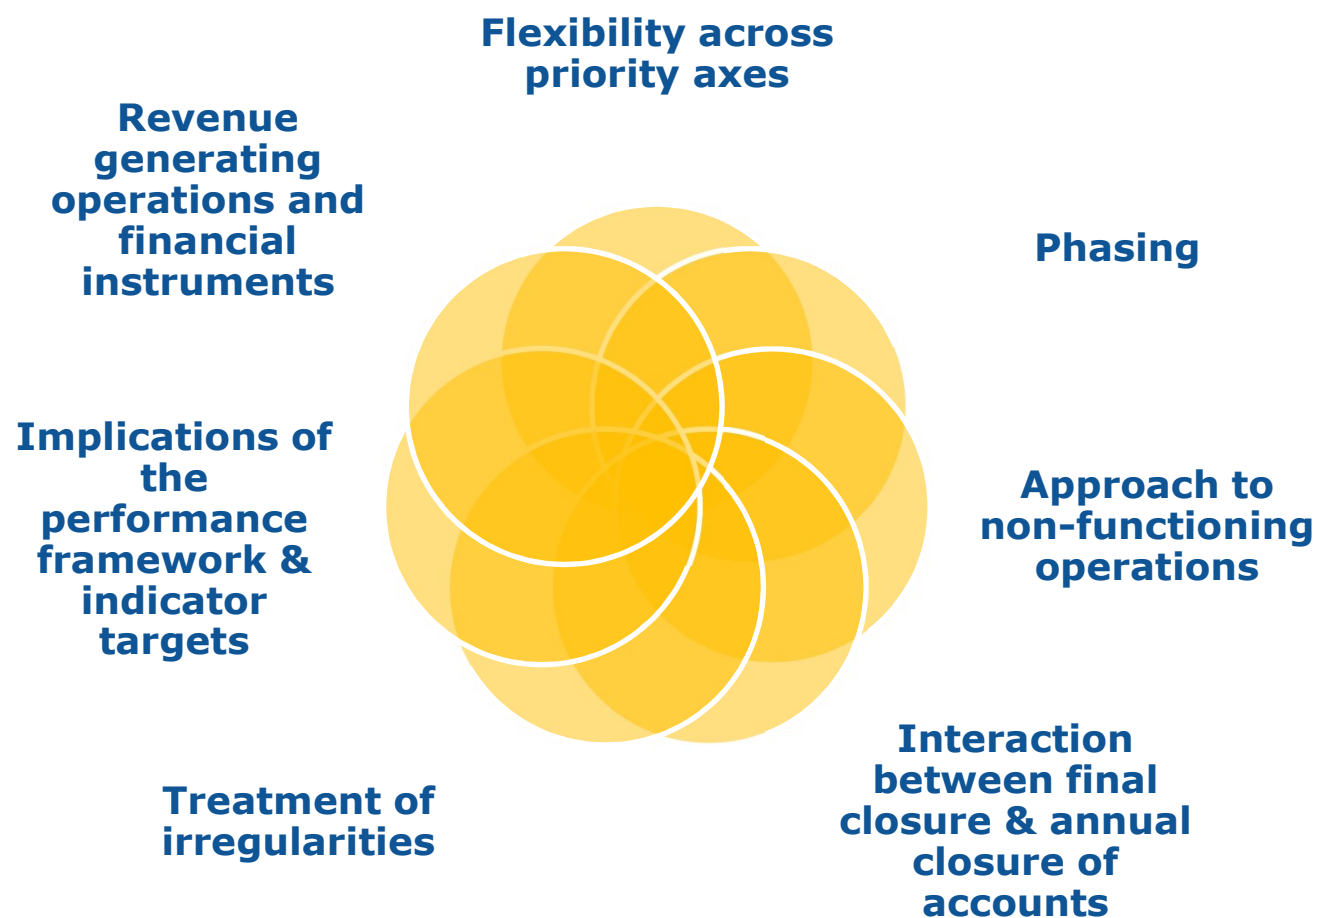 Flexibility across
priority axes
Revenue
generating
operations and
financial
instruments
Phasing
Implications of
the
performance
framework &
indicator
targets
Approach to
non-functioning
operations
Interaction
between final
closure & annual
closure of
accounts
Treatment of
irregularities